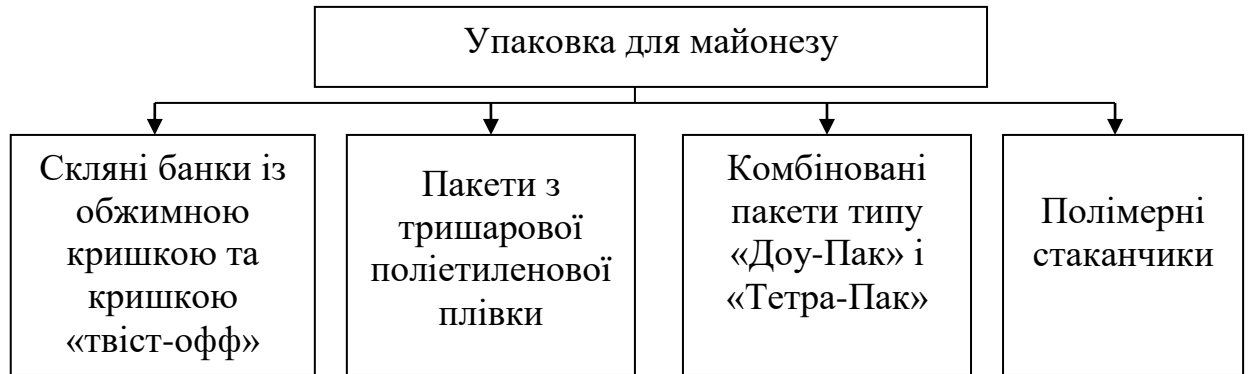 Упаковка для майонезу
Скляні банки із
обжимною
кришкою та
кришкою
«твіст-офф»
Пакети з
тришарової
поліетиленової
плівки
Комбіновані
пакети типу
«Доу-Пак» і
«Тетра-Пак»
Полімерні
стаканчики